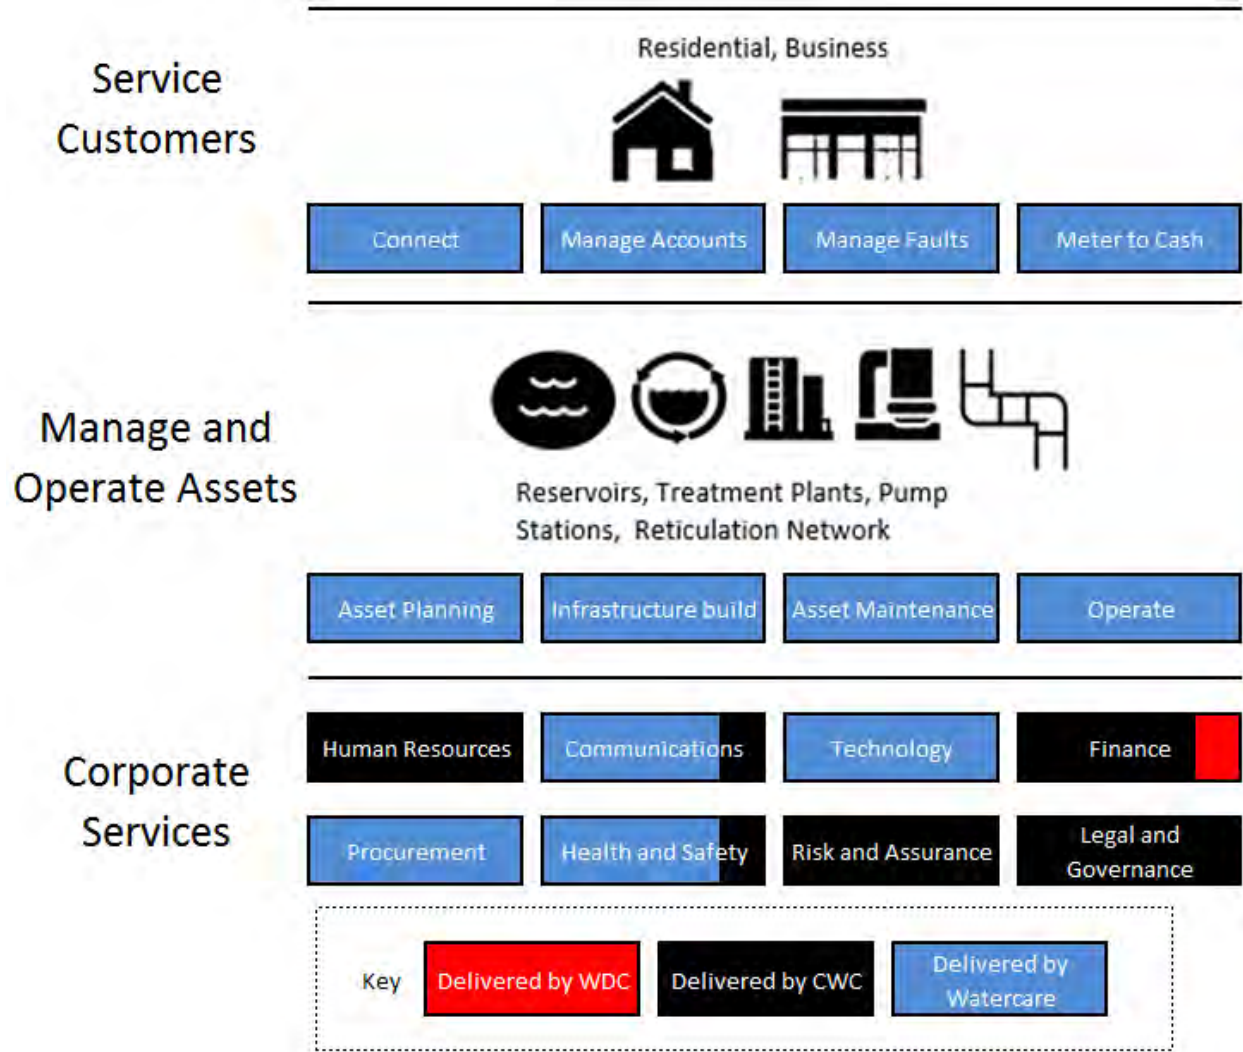 Service
Customers
Residential, Business
Connect
Manage Accounts
Manage Faults
Meter to Cash
Manage and
Operate Assets
Reservoirs, Treatment Plants, Pump
Stations, Reticulation Network
Asset Planning
Infrastructure build
Asset Maintenance
Operate
Corporate
Services
Human Resources
Communications
Technology
Finance
Procurement
Health and Safety
Risk and Assurance
Legal and
Governance
Key
Delivered by WDC
Delivered by CWC
Delivered by
Watercare